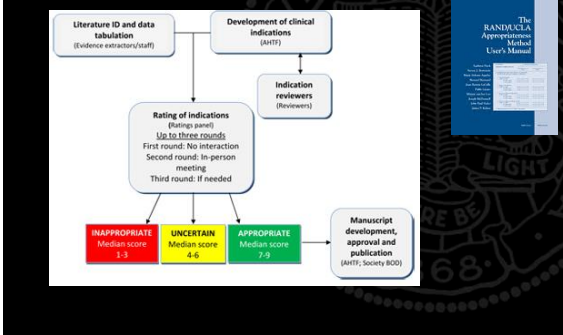 Literature ID and data
tabulation
(Evidence extractors/staff)
Development of clinical
indications
(AHTF)
Indication
reviewers
(Reviewers)
Rating of indications
(Ratings panel)
Up to three rounds
First round: No interaction
Second round: In-person
meeting
Third round: If needed
INAPPROPRIATE
Median score
1-3
UNCERTAIN
Median score
4-6
APPROPRIATE
Median score
7-9
Manuscript
development,
approval and
publication
(AHTF; Society BOD)
The
RAND/UCLA
Appropriateness
Method
User's Manual
LIGHT
RE BE
68